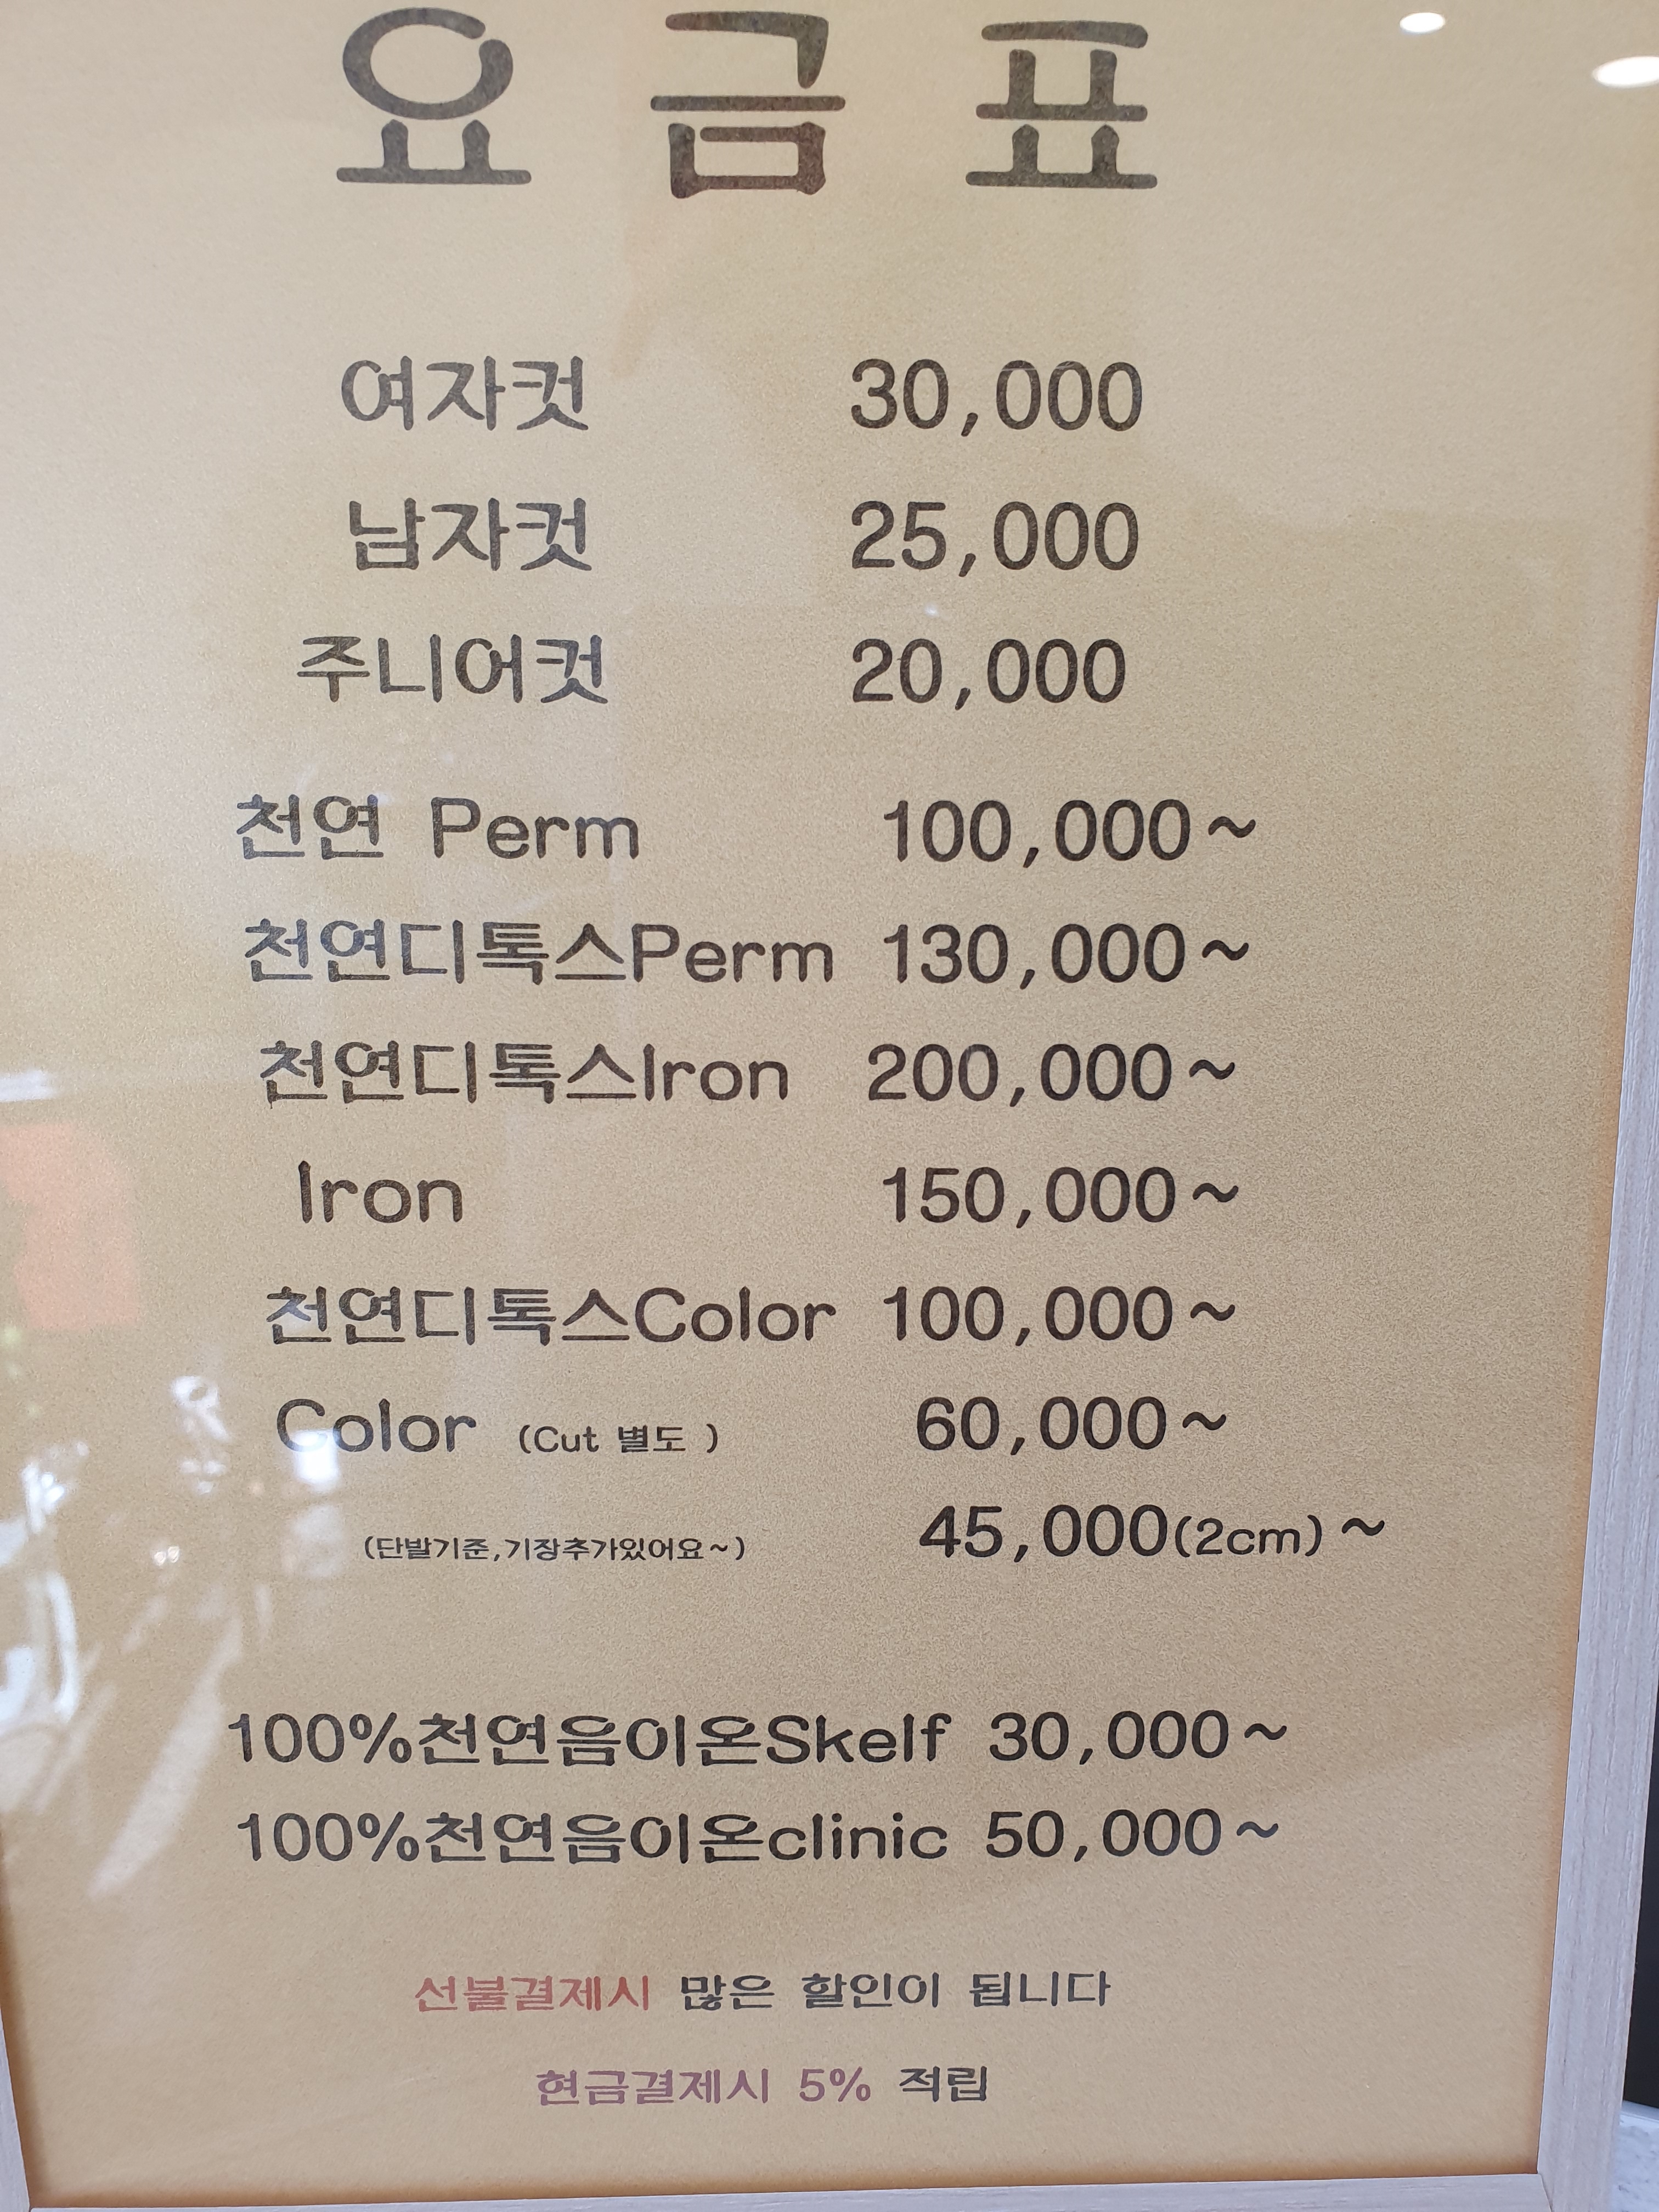 요 금 표
여자컷 30,000
남자컷 25,000
주니어컷 20,000
천연 Perm 100,000~
천연디톡스Perm 130,000~
천연디톡스Iron 200,000~
Iron 150,000~
천연디톡스Color 100,000~
Color (Cut 별도 ) 60,000~
(단발기준,기장추가있어요~) 45,000(2cm)~
100%천연음이온Skelf 30,000~
100%천연음이온clinic 50,000~
선불결제시 많은 할인이 됩니다
현금결제시 5% 적립